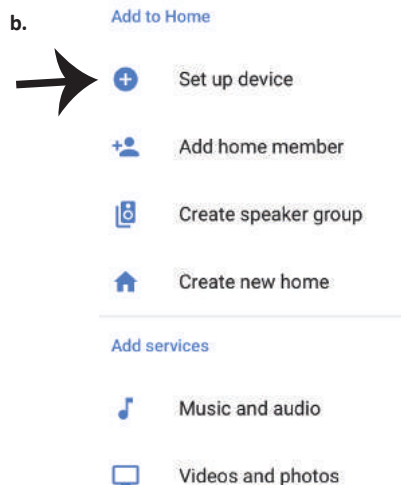 b.
Add to Home
Set up device
Add home member
Create speaker group
Create new home
Add services
Music and audio
Videos and photos